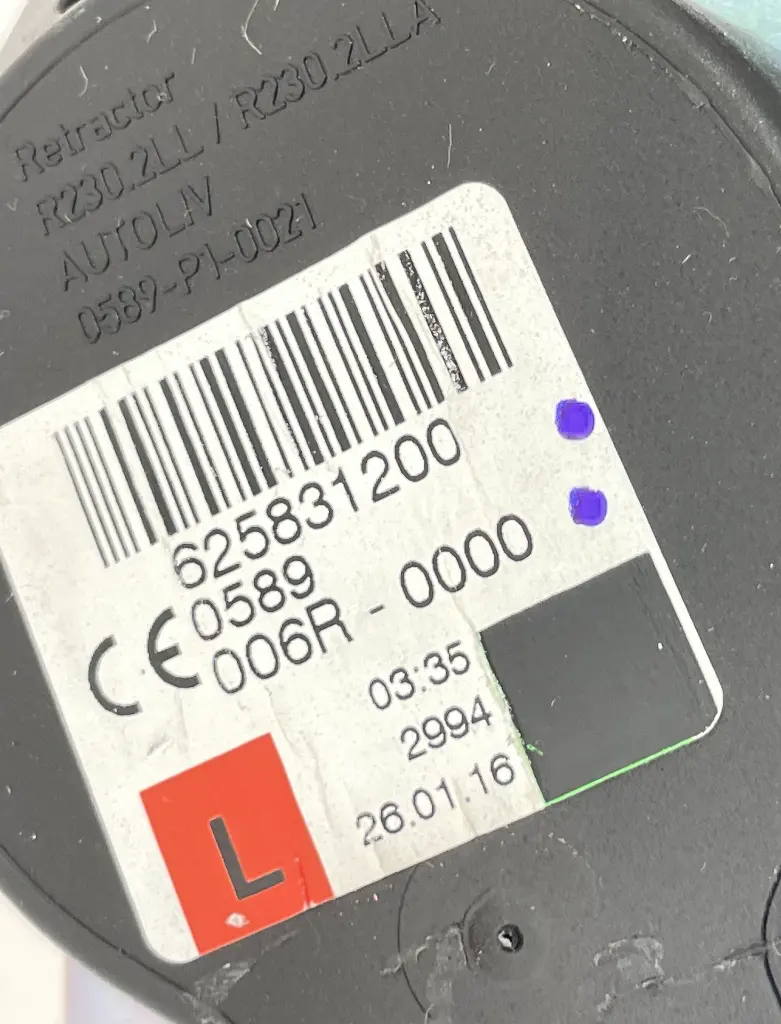 Retractor
R230.2LL / R230.2LLA
AUTOLIV
0589-P1-0021
625831200
CE 0589
006R - 0000
03:35
2994
26.01.16
L